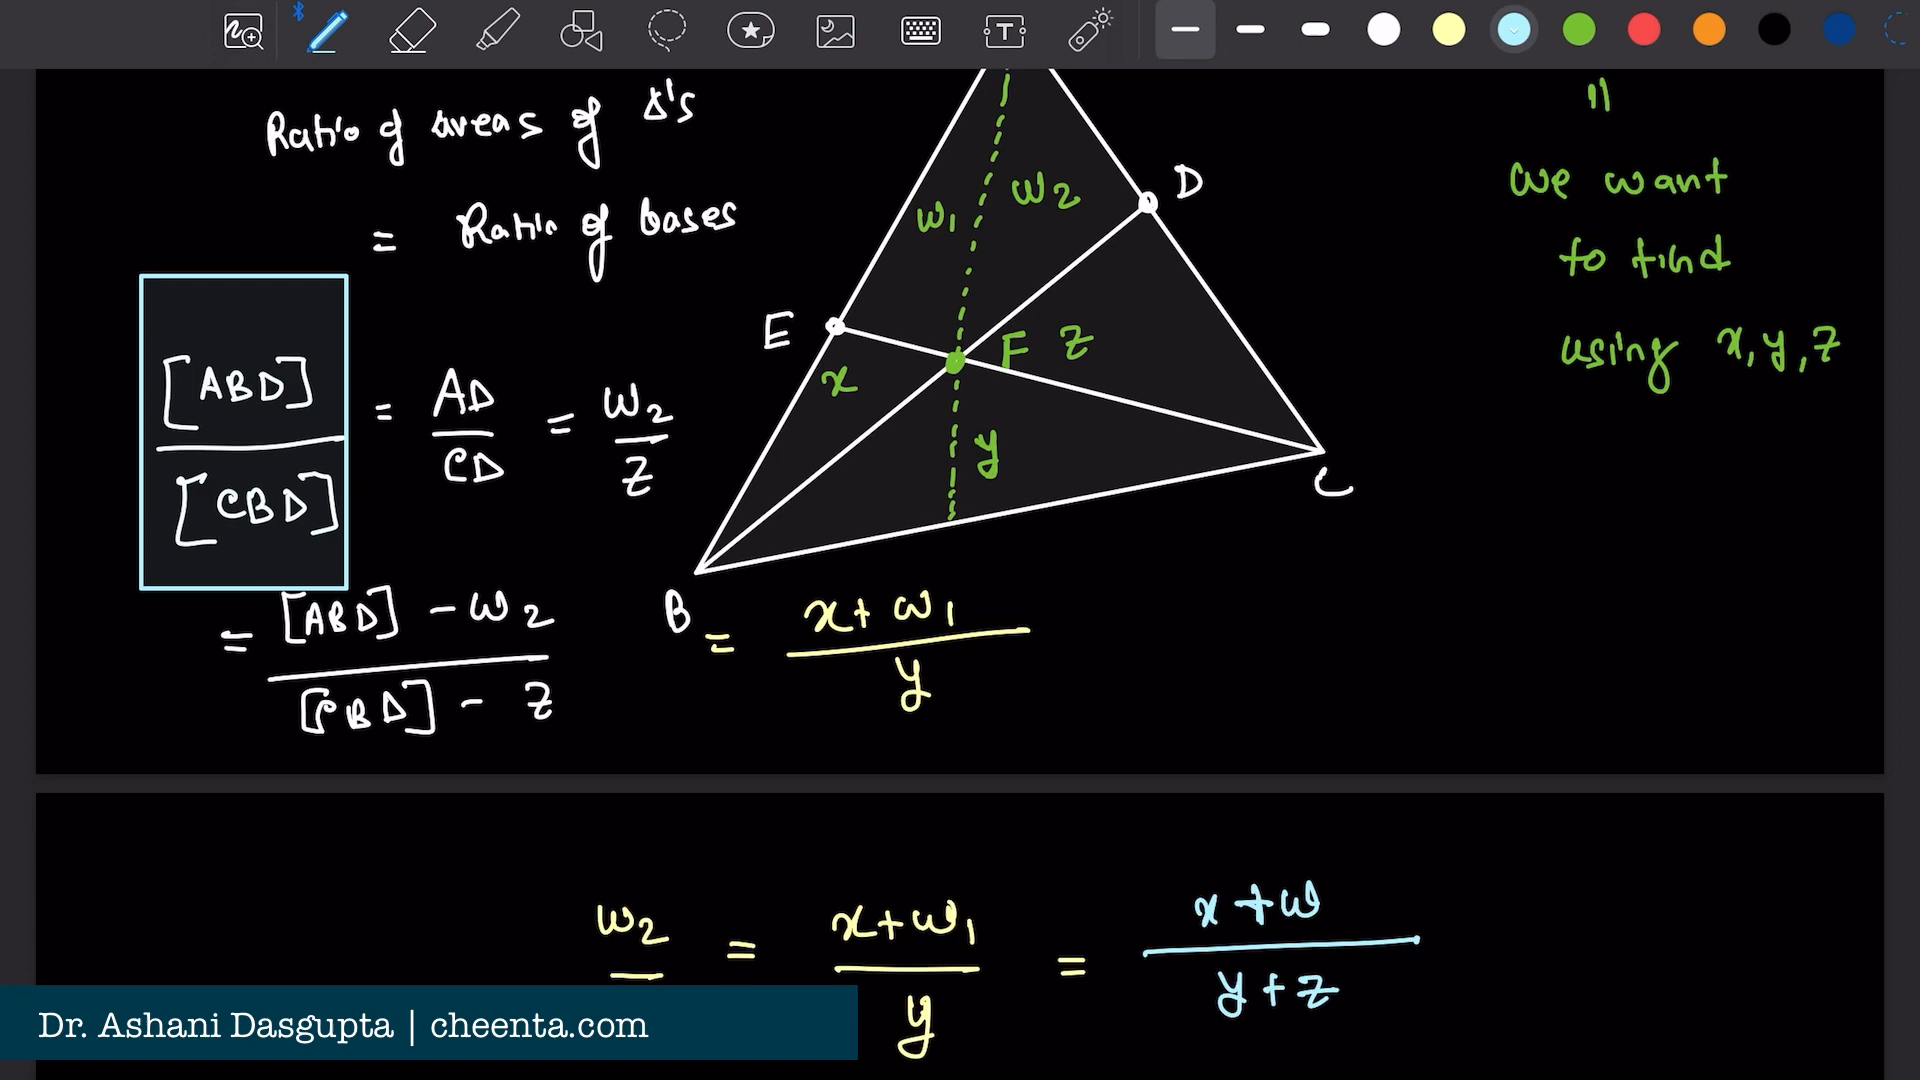 Ratio of areas of Δ's
= Ratio of bases
[ABD] / [CBD] = AD / CD = w₂ / z
= [ABD] - w₂ / [CBD] - z = x + w₁ / y
w₁
w₂
D
E
x
F
z
y
B
C
||
we want
to find
using x, y, z
w₂ / = x + w₁ / y = x + w / y + z
Dr. Ashani Dasgupta | cheenta.com